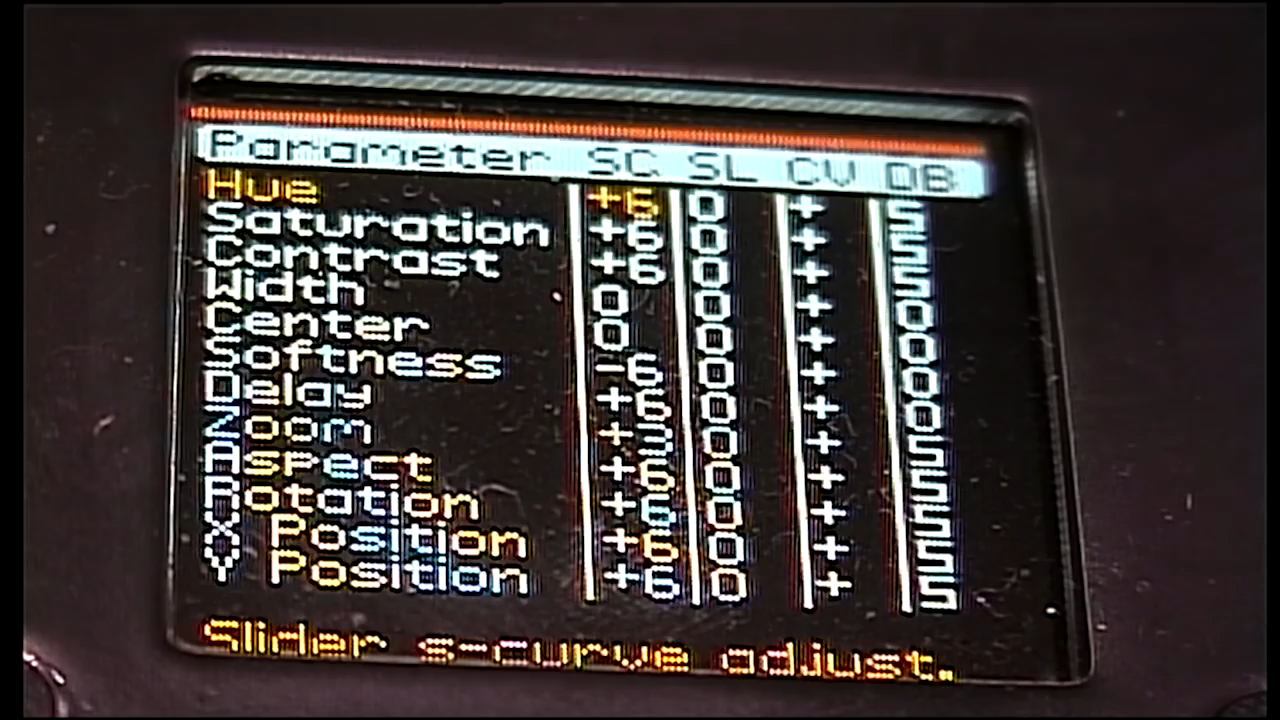 Parameter SC SL CV DB
Hue +6 0 + 5
Saturation +6 0 + 5
Contrast +6 0 + 5
Width 0 0 + 0
Center 0 0 + 0
Softness -6 0 + 0
Delay +6 0 + 0
Zoom +3 0 + 5
Aspect +6 0 + 5
Rotation +6 0 + 5
X Position +6 0 + 5
Y Position +6 0 + 5
Slider s-curve adjust.